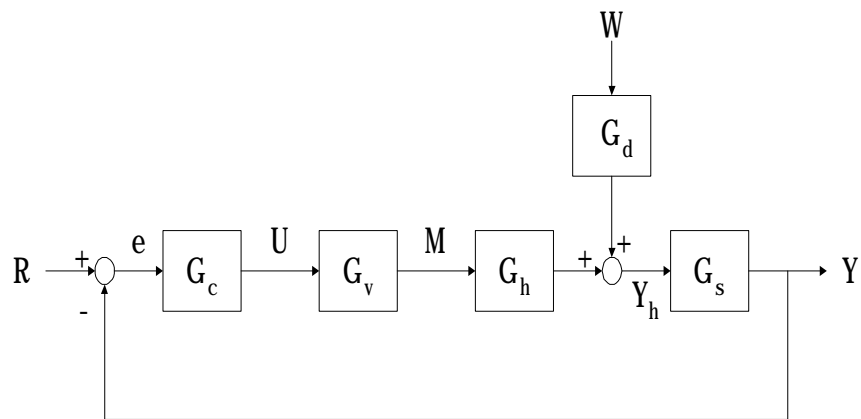 W
G_d
+ e U M + +
R G_c G_v G_h G_s Y
- Y_h